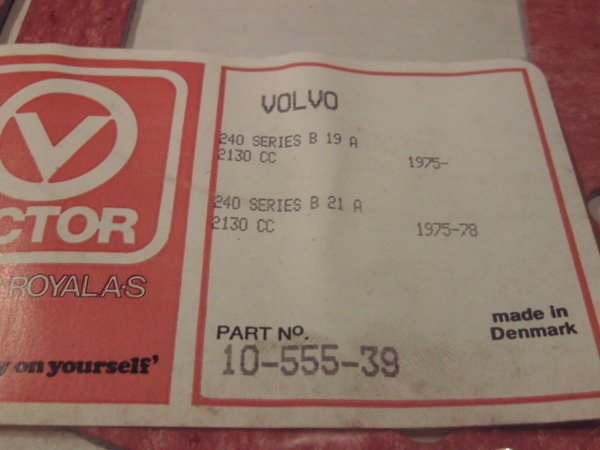 VOLVO
240 SERIES B 19 A
2130 CC 1975-
240 SERIES B 21 A
2130 CC 1975-78
CTOR
ROYAL A·S
on yourself'
PART NO.
10-555-39
made in
Denmark